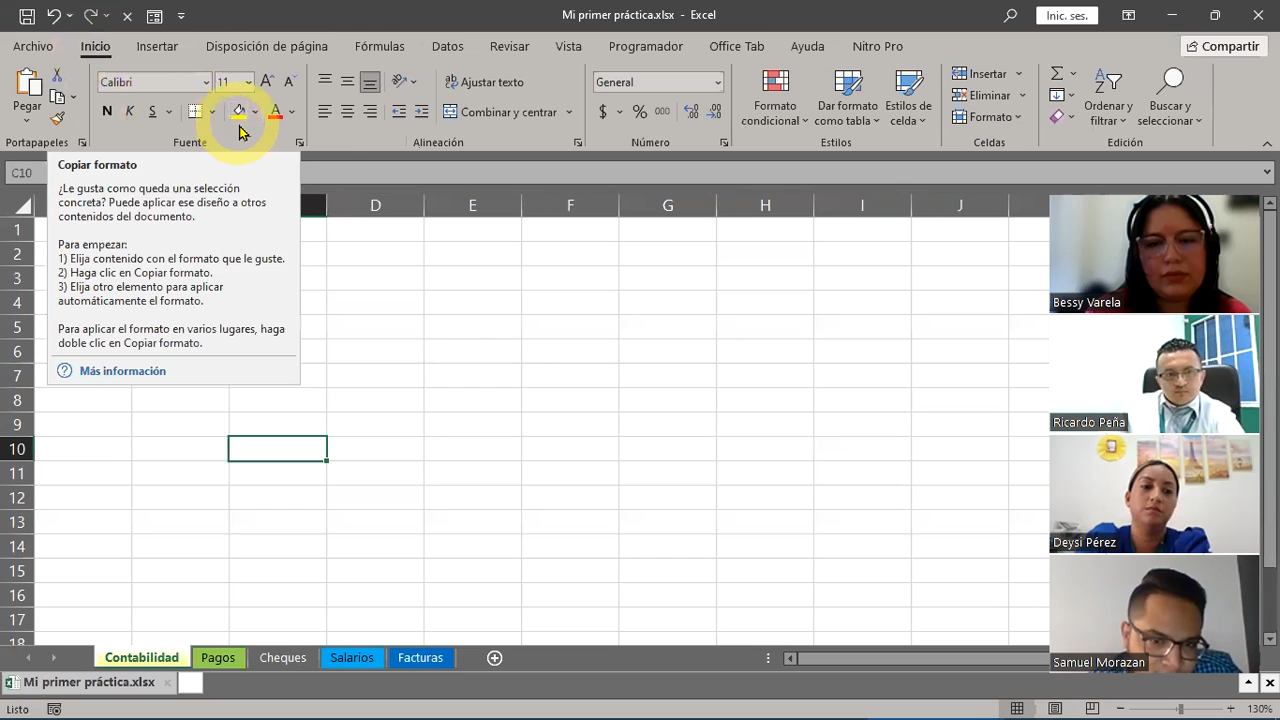 Mi primer práctica.xlsx - Excel
Inic. ses.
Archivo Inicio Insertar Disposición de página Fórmulas Datos Revisar Vista Programador Office Tab Ayuda Nitro Pro Compartir
Pegar
Portapapeles
Calibri 11
N K S
Fuente
Ajustar texto
Combinar y centrar
Alineación
General
$ % 000
Número
Formato condicional
Dar formato como tabla
Estilos de celda
Estilos
Insertar
Eliminar
Formato
Celdas
Ordenar y filtrar
Buscar y seleccionar
Edición
C10
Copiar formato
¿Le gusta como queda una selección
concreta? Puede aplicar ese diseño a otros
contenidos del documento.
Para empezar:
1) Elija contenido con el formato que le guste.
2) Haga clic en Copiar formato.
3) Elija otro elemento para aplicar
automáticamente el formato.
Para aplicar el formato en varios lugares, haga
doble clic en Copiar formato.
Más información
D E F G H I J
1
2
3
4
5
6
7
8
9
10
11
12
13
14
15
16
17
18
Bessy Varela
Ricardo Peña
Deysi Pérez
Samuel Morazan
Contabilidad Pagos Cheques Salarios Facturas
Mi primer práctica.xlsx
Listo
130%